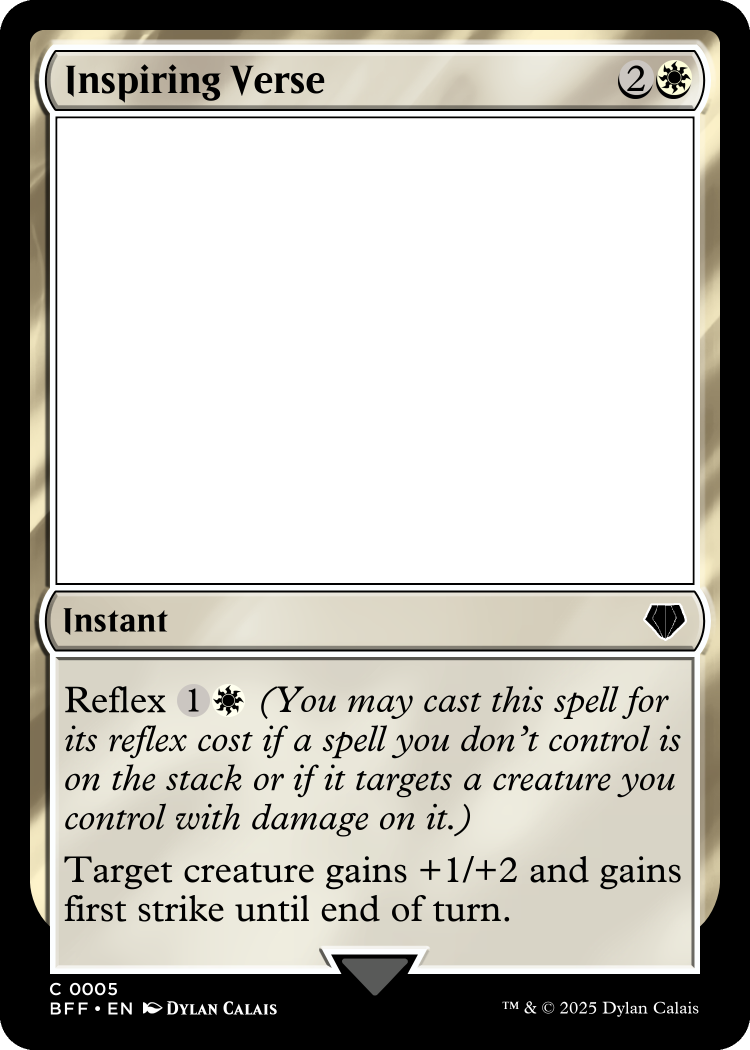 Inspiring Verse 2
Instant
Reflex 1 (You may cast this spell for
its reflex cost if a spell you don't control is
on the stack or if it targets a creature you
control with damage on it.)
Target creature gains +1/+2 and gains
first strike until end of turn.
C 0005
BFF • EN Dylan Calais
™ & © 2025 Dylan Calais